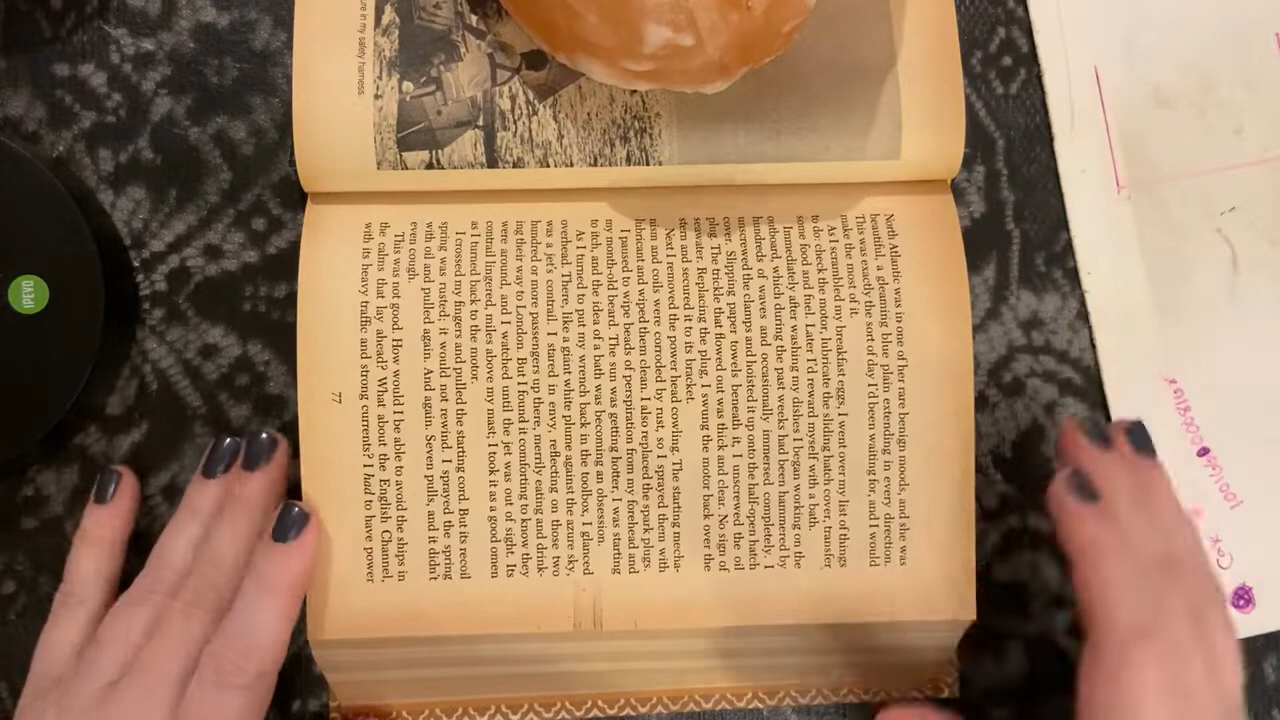 ure in my safety harness.
North Atlantic was in one of her rare benign moods, and she was
beautiful, a gleaming blue plain extending in every direction.
This was exactly the sort of day I'd been waiting for, and I would
make the most of it.
As I scrambled my breakfast eggs, I went over my list of things
to do: check the motor, lubricate the sliding hatch cover, transfer
some food and fuel. Later I'd reward myself with a bath.
Immediately after washing my dishes I began working on the
outboard, which during the past weeks had been hammered by
hundreds of waves and occasionally immersed completely. I
unscrewed the clamps and hoisted it up onto the half-open hatch
cover. Slipping paper towels beneath it, I unscrewed the oil
plug. The trickle that flowed out was thick and clear. No sign of
seawater. Replacing the plug, I swung the motor back over the
stern and secured it to its bracket.
Next I removed the power head cowling. The starting mecha-
nism and coils were corroded by rust, so I sprayed them with
lubricant and wiped them clean. I also replaced the spark plugs.
I paused to wipe beads of perspiration from my forehead and
my month-old beard. The sun was getting hotter, I was starting
to itch, and the idea of a bath was becoming an obsession.
As I turned to put my wrench back in the toolbox, I glanced
overhead. There, like a giant white plume against the azure sky,
was a jet's contrail. I stared in envy, reflecting on those two
hundred or more passengers up there, merrily eating and drink-
ing their way to London. But I found it comforting to know they
were around, and I watched until the jet was out of sight. Its
contrail lingered, miles above my mast; I took it as a good omen
as I turned back to the motor.
I crossed my fingers and pulled the starting cord. But its recoil
spring was rusted; it would not rewind. I sprayed the spring
with oil and pulled again. And again. Seven pulls, and it didn't
even cough.
This was not good. How would I be able to avoid the ships in
the calms that lay ahead? What about the English Channel,
with its heavy traffic and strong currents? I had to have power
77
IPEVO